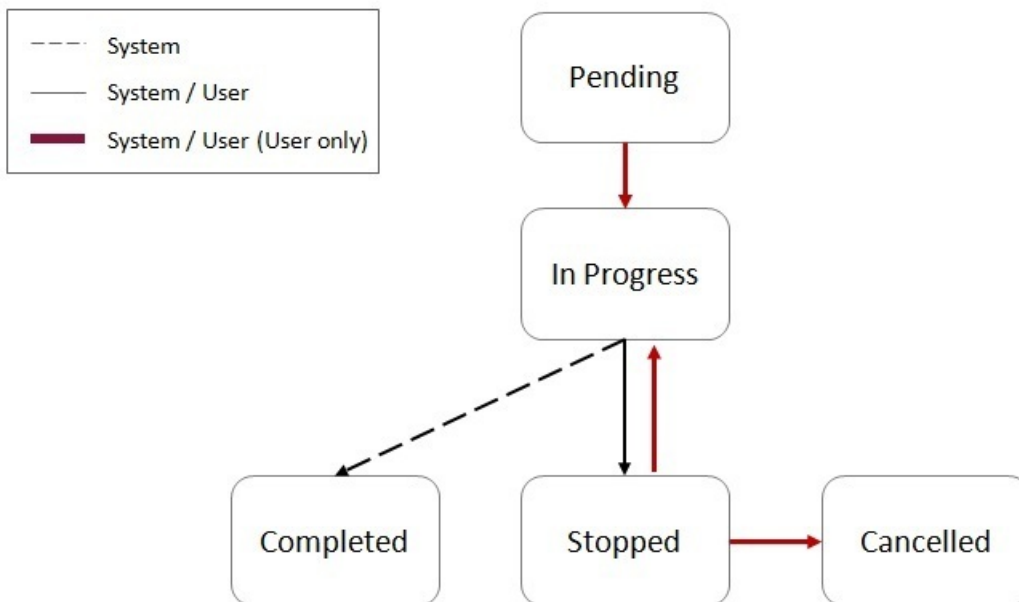 System
System / User
System / User (User only)
Pending
In Progress
Completed
Stopped
Cancelled